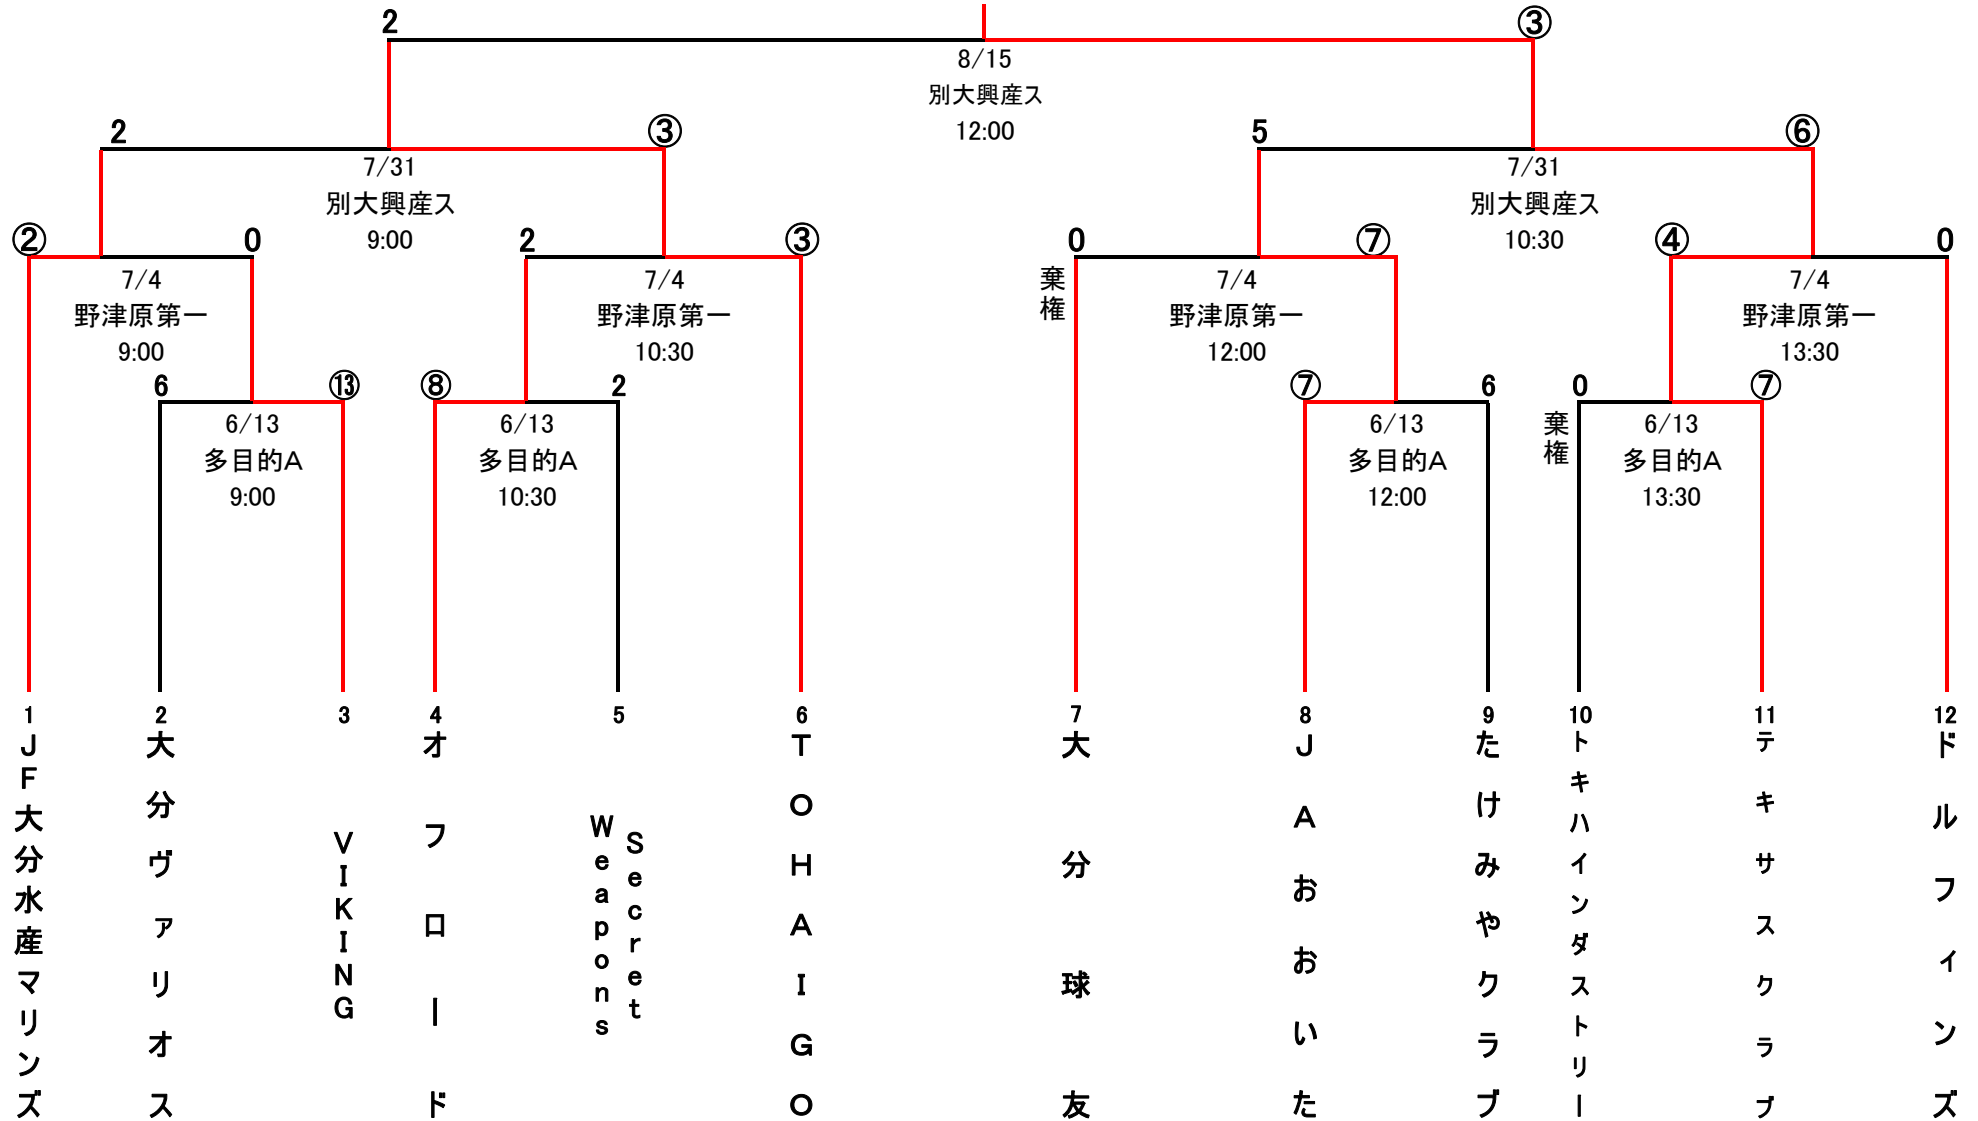 2
③
8/15
別大興産ス
12:00
2
③
7/31
別大興産ス
9:00
5
⑥
7/31
別大興産ス
10:30
②
0
7/4
野津原第一
9:00
2
③
7/4
野津原第一
10:30
0
棄権
⑦
7/4
野津原第一
12:00
④
0
7/4
野津原第一
13:30
6
⑬
6/13
多目的A
9:00
⑧
2
6/13
多目的A
10:30
⑦
6
6/13
多目的A
12:00
0
棄権
⑦
6/13
多目的A
13:30
1
JF大分水産マリンズ
2
大分ヴァリオス
3
VIKING
4
オフロード
5
Secret
Weapons
6
TOHAIGO
7
大分球友
8
JAおおいた
9
たけみやクラブ
10
トキハインダストリー
11
テキサスクラブ
12
ドルフィンズ